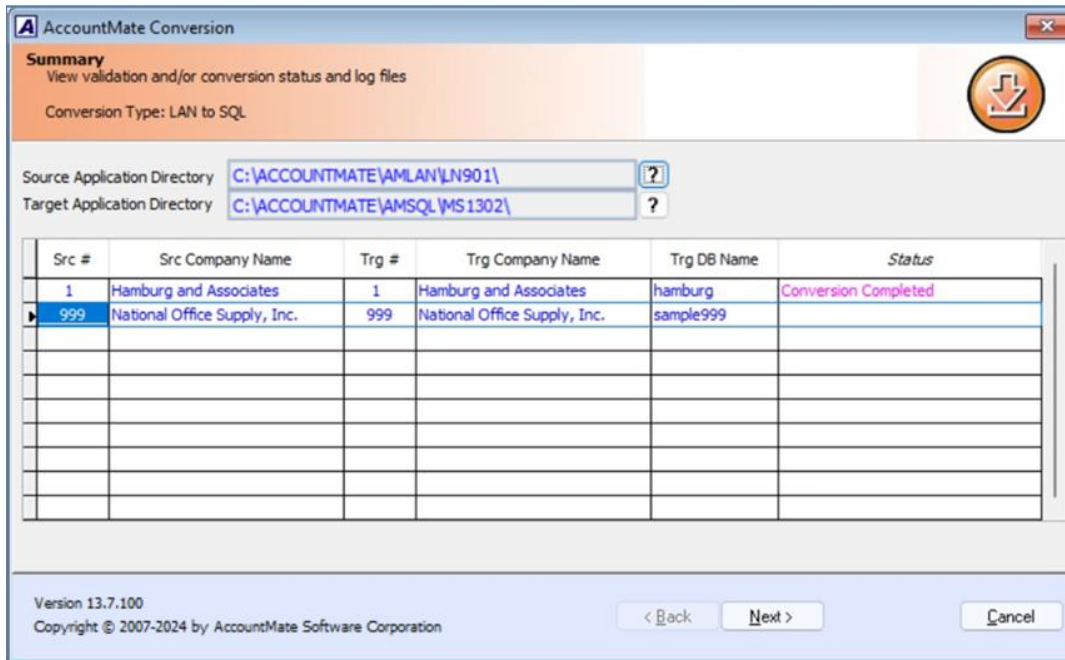 AccountMate Conversion
Summary
View validation and/or conversion status and log files
Conversion Type: LAN to SQL
Source Application Directory C:\ACCOUNTMATE\AMLAN\LN901\ ?
Target Application Directory C:\ACCOUNTMATE\AMSQL\MS1302\ ?
Src # Src Company Name Trg # Trg Company Name Trg DB Name Status
1 Hamburg and Associates 1 Hamburg and Associates hamburg Conversion Completed
999 National Office Supply, Inc. 999 National Office Supply, Inc. sample999
Version 13.7.100
Copyright © 2007-2024 by AccountMate Software Corporation
< Back Next > Cancel